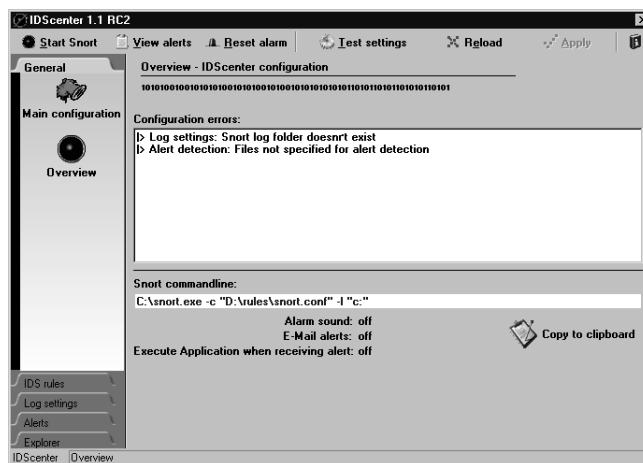 IDScenter 1.1 RC2
Start Snort View alerts Reset alarm Test settings Reload Apply
General
Main configuration
Overview
Overview - IDScenter configuration
Configuration errors:
|> Log settings: Snort log folder doesnrt exist
|> Alert detection: Files not specified for alert detection
Snort commandline:
C:\snort.exe -c "D:\rules\snort.conf" -l "c:"
Alarm sound: off
E-Mail alerts: off
Execute Application when receiving alert: off
Copy to clipboard
IDS rules
Log settings
Alerts
Explorer
IDScenter Overview